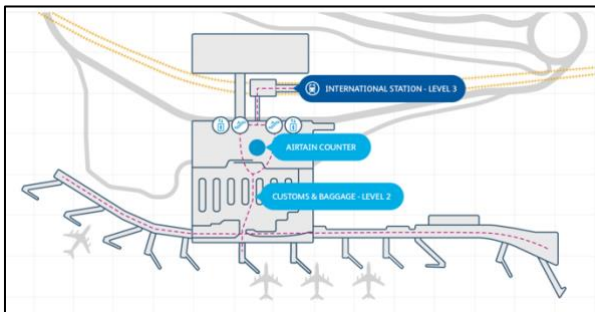 INTERNATIONAL STATION - LEVEL 3
AIRTAIN COUNTER
CUSTOMS & BAGGAGE - LEVEL 2